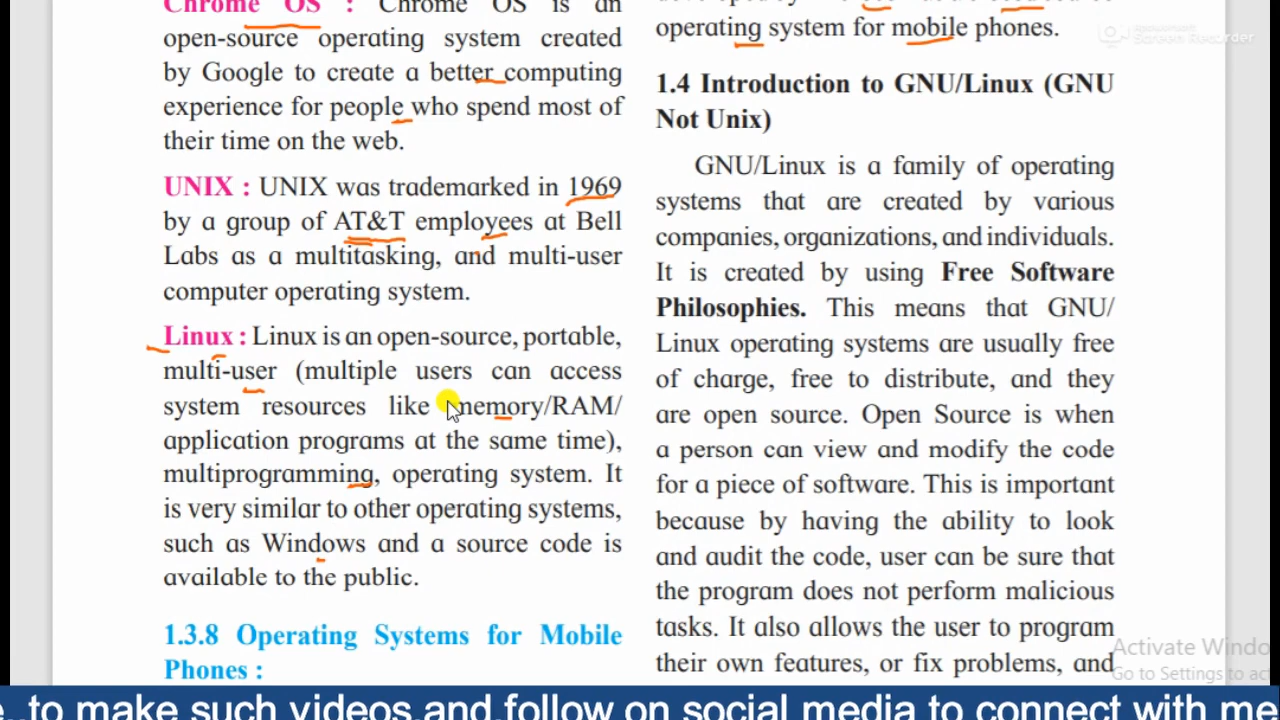 Chrome OS : Chrome OS is an
open-source operating system created
by Google to create a better computing
experience for people who spend most of
their time on the web.
UNIX : UNIX was trademarked in 1969
by a group of AT&T employees at Bell
Labs as a multitasking, and multi-user
computer operating system.
Linux : Linux is an open-source, portable,
multi-user (multiple users can access
system resources like memory/RAM/
application programs at the same time),
multiprogramming, operating system. It
is very similar to other operating systems,
such as Windows and a source code is
available to the public.
1.3.8 Operating Systems for Mobile
Phones :
operating system for mobile phones.
1.4 Introduction to GNU/Linux (GNU
Not Unix)
GNU/Linux is a family of operating
systems that are created by various
companies, organizations, and individuals.
It is created by using Free Software
Philosophies. This means that GNU/
Linux operating systems are usually free
of charge, free to distribute, and they
are open source. Open Source is when
a person can view and modify the code
for a piece of software. This is important
because by having the ability to look
and audit the code, user can be sure that
the program does not perform malicious
tasks. It also allows the user to program
their own features, or fix problems, and
Screen Recorder
Activate Windo
Go to Settings to act
e..to make such videos.and.follow on social media to connect with me